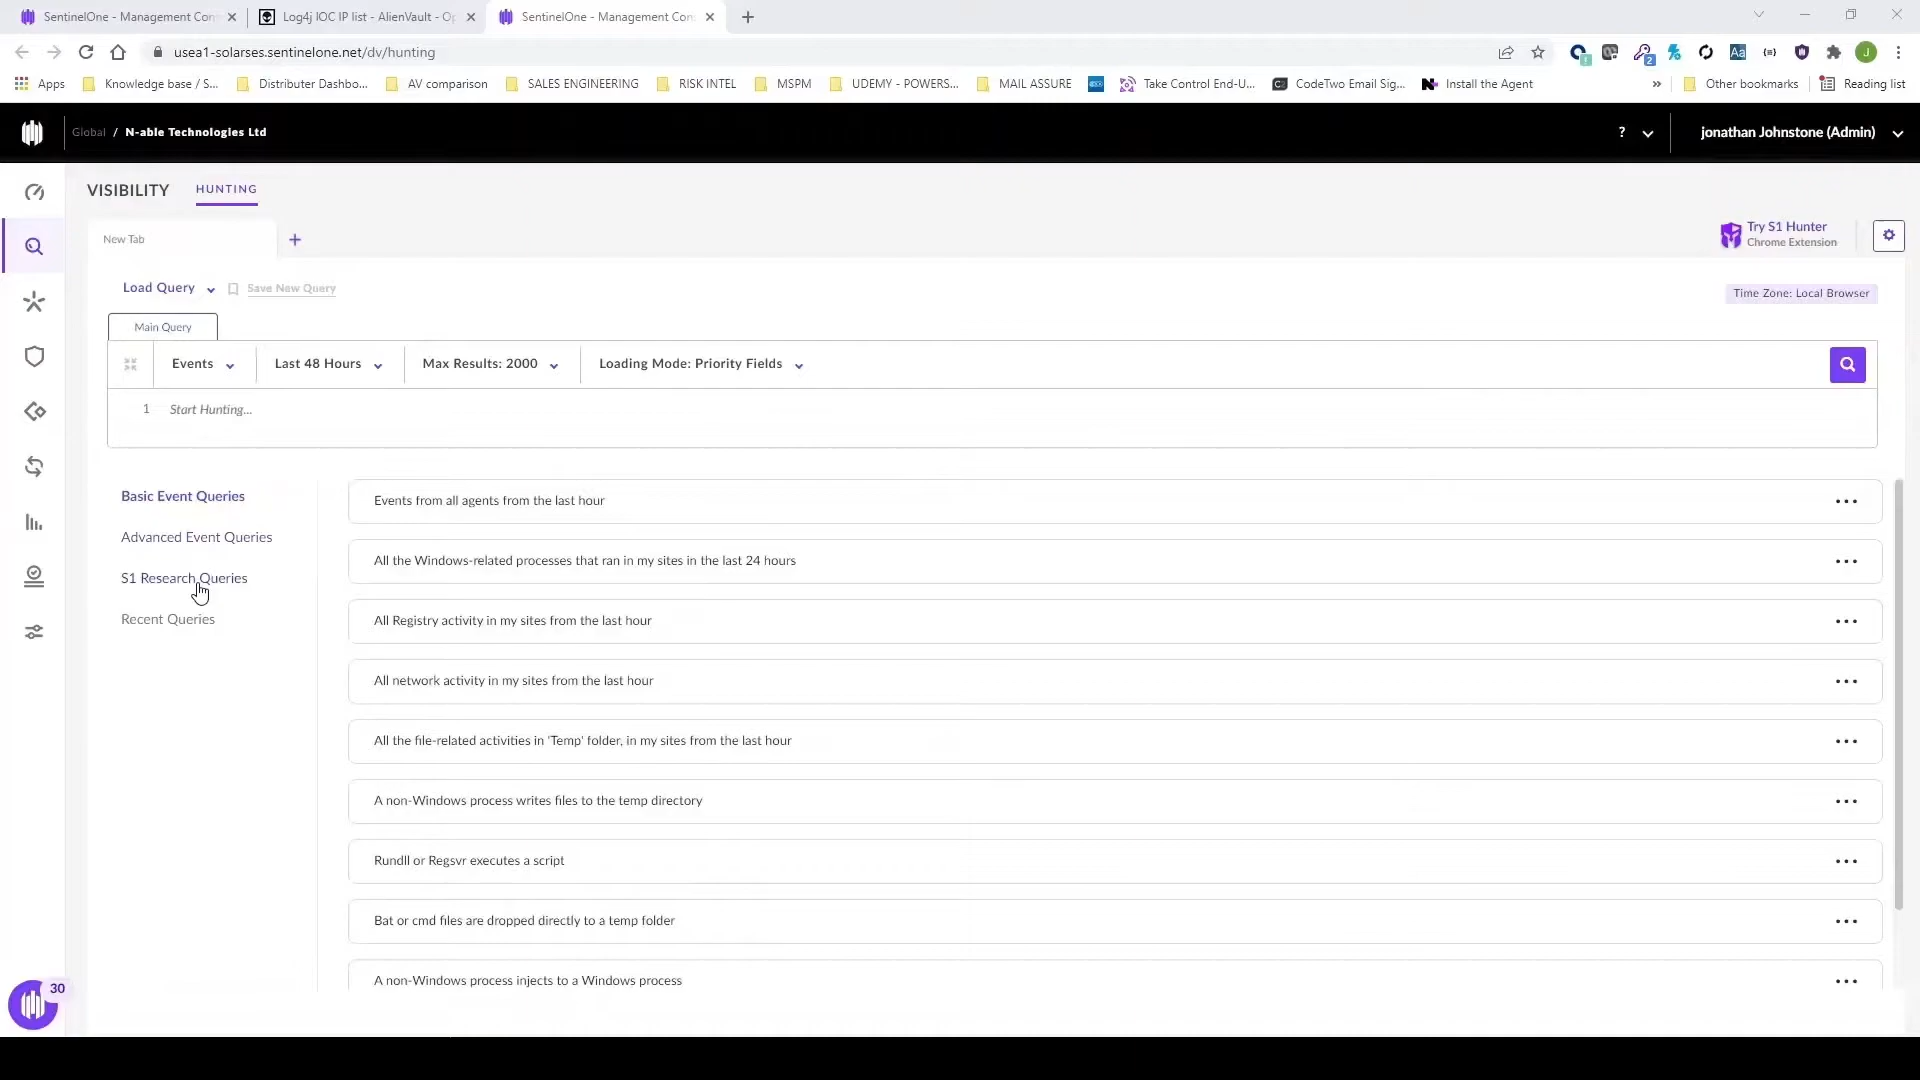 SentinelOne - Management Con
Log4j IOC IP list - AlienVault - Op
SentinelOne - Management Con
usea1-solarses.sentinelone.net/dv/hunting
2
Aa
J
Apps
Knowledge base / S...
Distributer Dashbo...
AV comparison
SALES ENGINEERING
RISK INTEL
MSPM
UDEMY - POWERS...
MAIL ASSURE
Take Control End-U...
CodeTwo Email Sig...
Install the Agent
»
Other bookmarks
Reading list
Global / N-able Technologies Ltd
?
jonathan Johnstone (Admin)
VISIBILITY
HUNTING
New Tab
+
Try S1 Hunter
Chrome Extension
Load Query
Save New Query
Time Zone: Local Browser
Main Query
Events
Last 48 Hours
Max Results: 2000
Loading Mode: Priority Fields
1 Start Hunting...
Basic Event Queries
Advanced Event Queries
S1 Research Queries
Recent Queries
Events from all agents from the last hour
All the Windows-related processes that ran in my sites in the last 24 hours
All Registry activity in my sites from the last hour
All network activity in my sites from the last hour
All the file-related activities in 'Temp' folder, in my sites from the last hour
A non-Windows process writes files to the temp directory
Rundll or Regsvr executes a script
Bat or cmd files are dropped directly to a temp folder
A non-Windows process injects to a Windows process
30